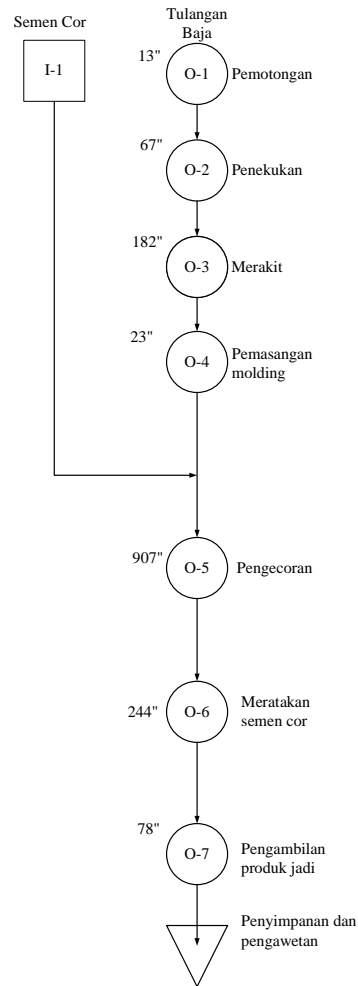 Semen Cor
I-1
Tulangan
Baja
13"
O-1
Pemotongan
67"
O-2
Penekukan
182"
O-3
Merakit
23"
O-4
Pemasangan
molding
907"
O-5
Pengecoran
244"
O-6
Meratakan
semen cor
78"
O-7
Pengambilan
produk jadi
Penyimpanan dan
pengawetan